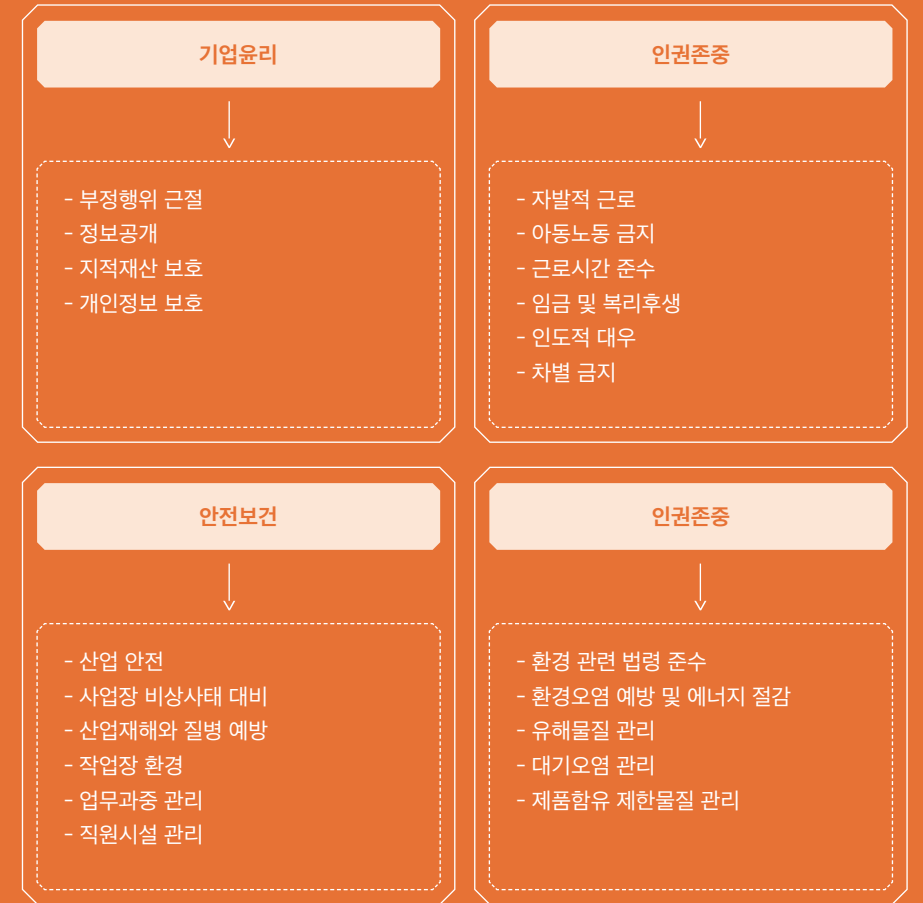 기업윤리
- 부정행위 근절
- 정보공개
- 지적재산 보호
- 개인정보 보호
인권존중
- 자발적 근로
- 아동노동 금지
- 근로시간 준수
- 임금 및 복리후생
- 인도적 대우
- 차별 금지
안전보건
- 산업 안전
- 사업장 비상사태 대비
- 산업재해와 질병 예방
- 작업장 환경
- 업무과중 관리
- 직원시설 관리
인권존중
- 환경 관련 법령 준수
- 환경오염 예방 및 에너지 절감
- 유해물질 관리
- 대기오염 관리
- 제품함유 제한물질 관리